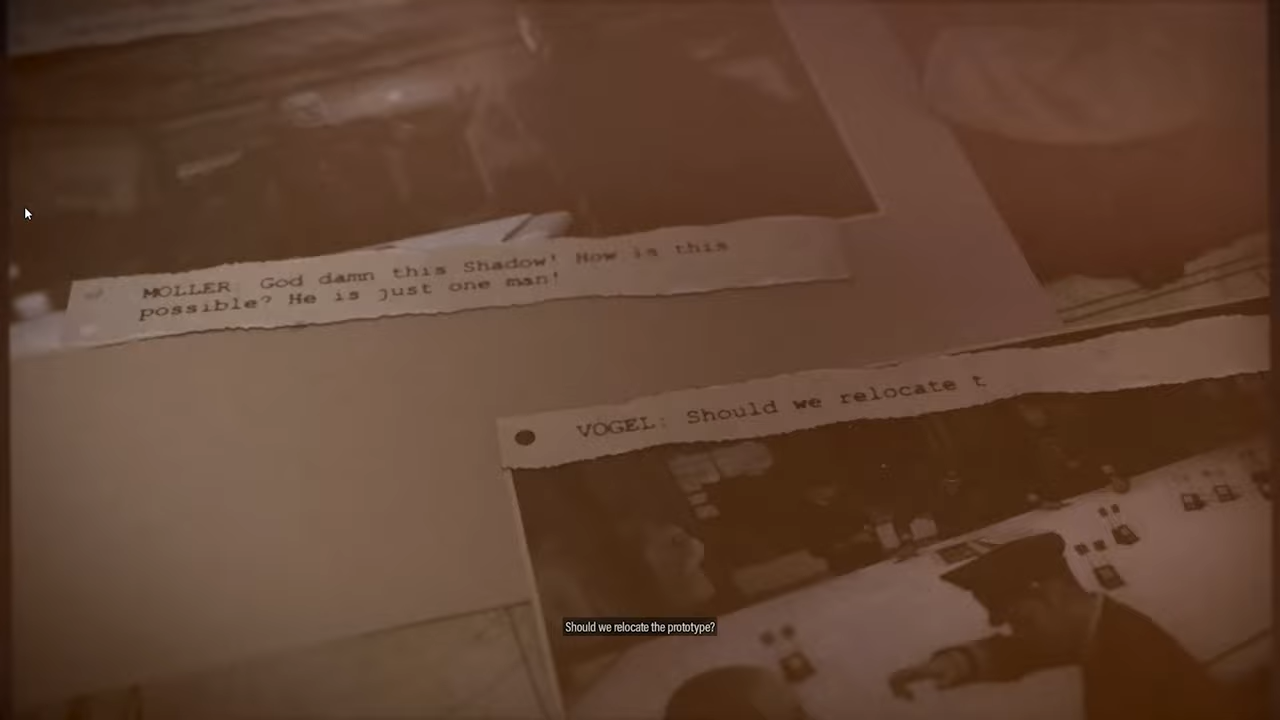 MOLLER: God damn this Shadow! How is this
possible? He is just one man!
VOGEL: Should we relocate t
Should we relocate the prototype?